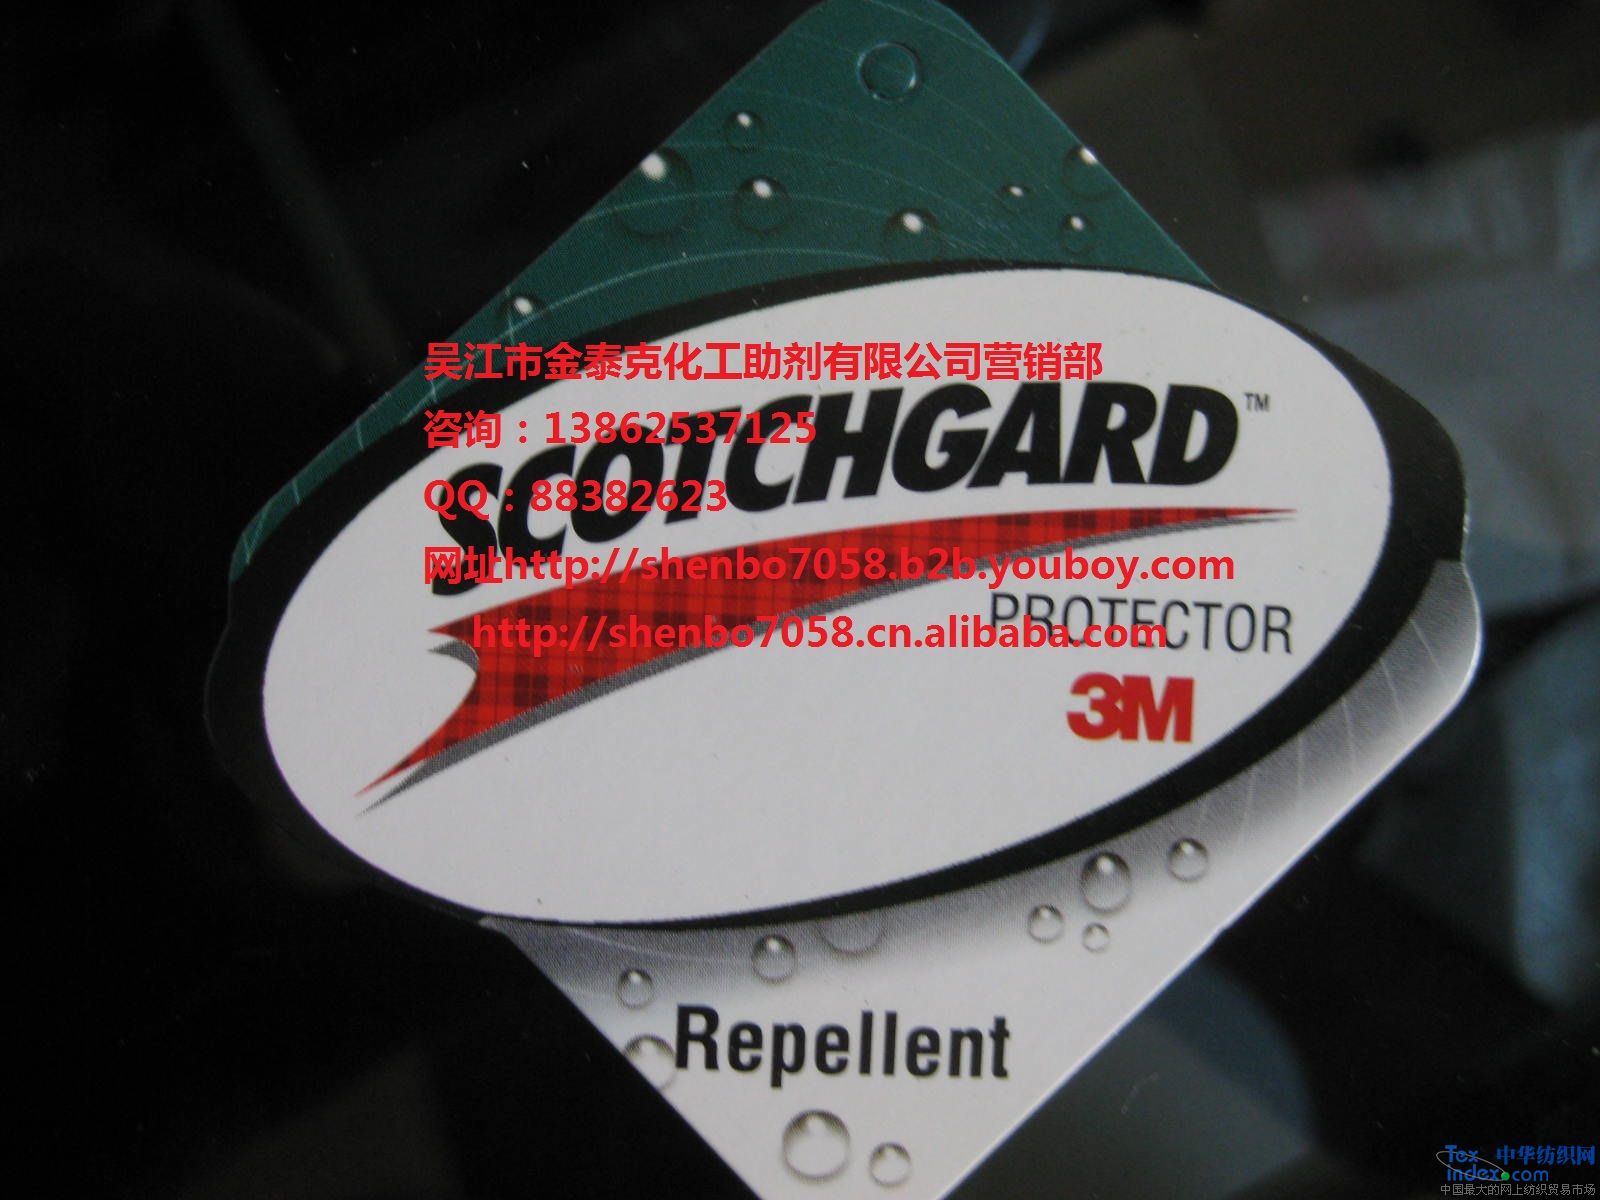 吴江市金泰克化工助剂有限公司营销部
咨询：13862537125
SCOTCHGARD™
QQ：88382623
网址http://shenbo7058.b2b.youboy.com
http://shenbo7058.cn.alibaba.com
PROTECTOR
3M
Repellent
Tex 中华纺织网
index.com
中国最大的网上纺织贸易市场